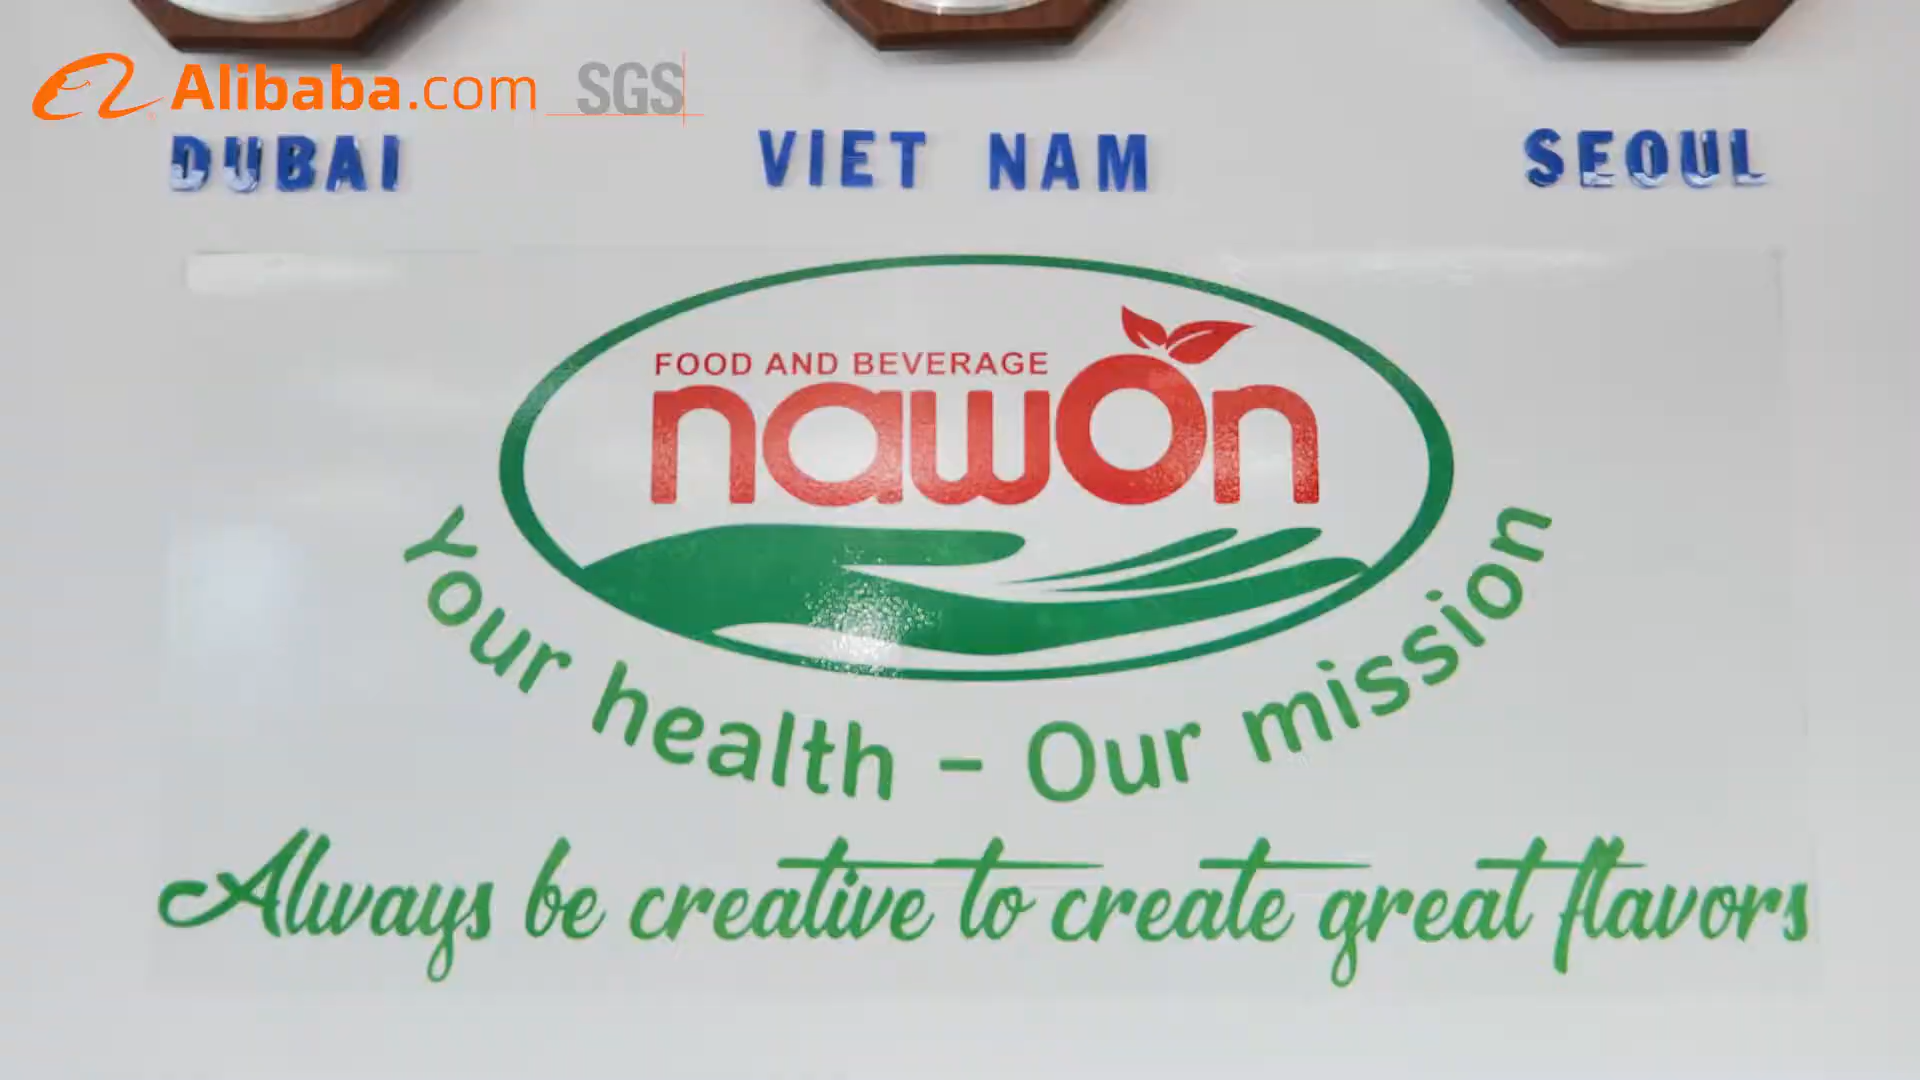 Alibaba.com SGS
DUBAI VIET NAM SEOUL
FOOD AND BEVERAGE
nawon
Your health - Our mission
Always be creative to create great flavors